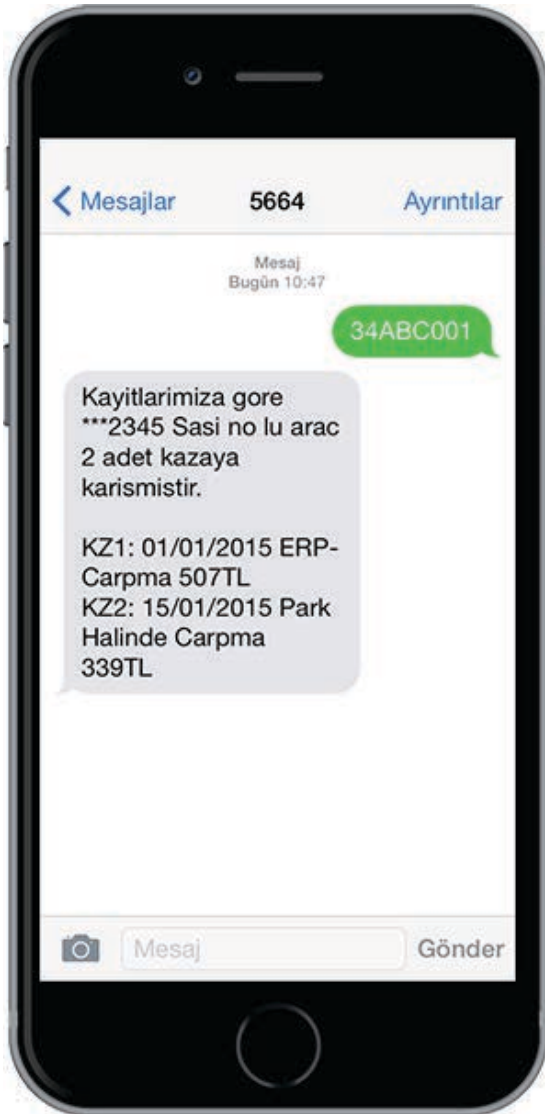 Mesajlar 5664 Ayrıntılar
Mesaj
Bugün 10:47
34ABC001
Kayitlarimiza gore
***2345 Sasi no lu arac
2 adet kazaya
karismistir.
KZ1: 01/01/2015 ERP-
Carpma 507TL
KZ2: 15/01/2015 Park
Halinde Carpma
339TL
Mesaj Gönder